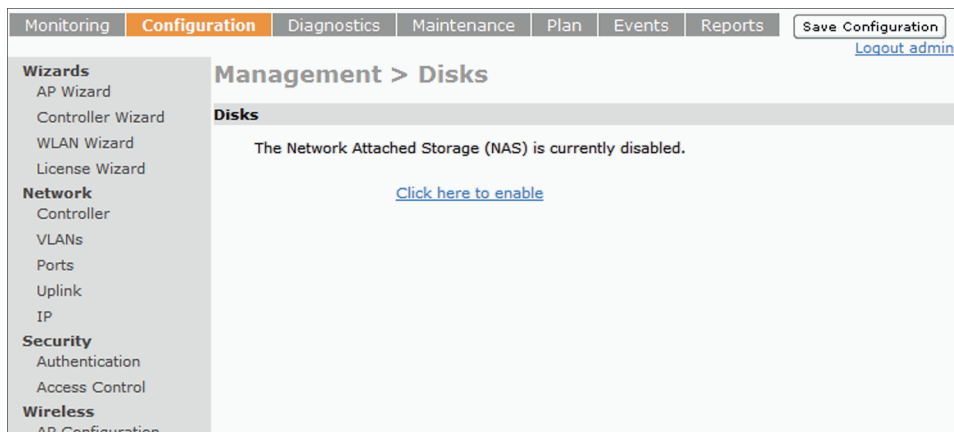 Monitoring Configuration Diagnostics Maintenance Plan Events Reports Save Configuration
Logout admin
Wizards
AP Wizard
Controller Wizard
WLAN Wizard
License Wizard
Network
Controller
VLANs
Ports
Uplink
IP
Security
Authentication
Access Control
Wireless
AP Configuration
Management > Disks
Disks
The Network Attached Storage (NAS) is currently disabled.
Click here to enable